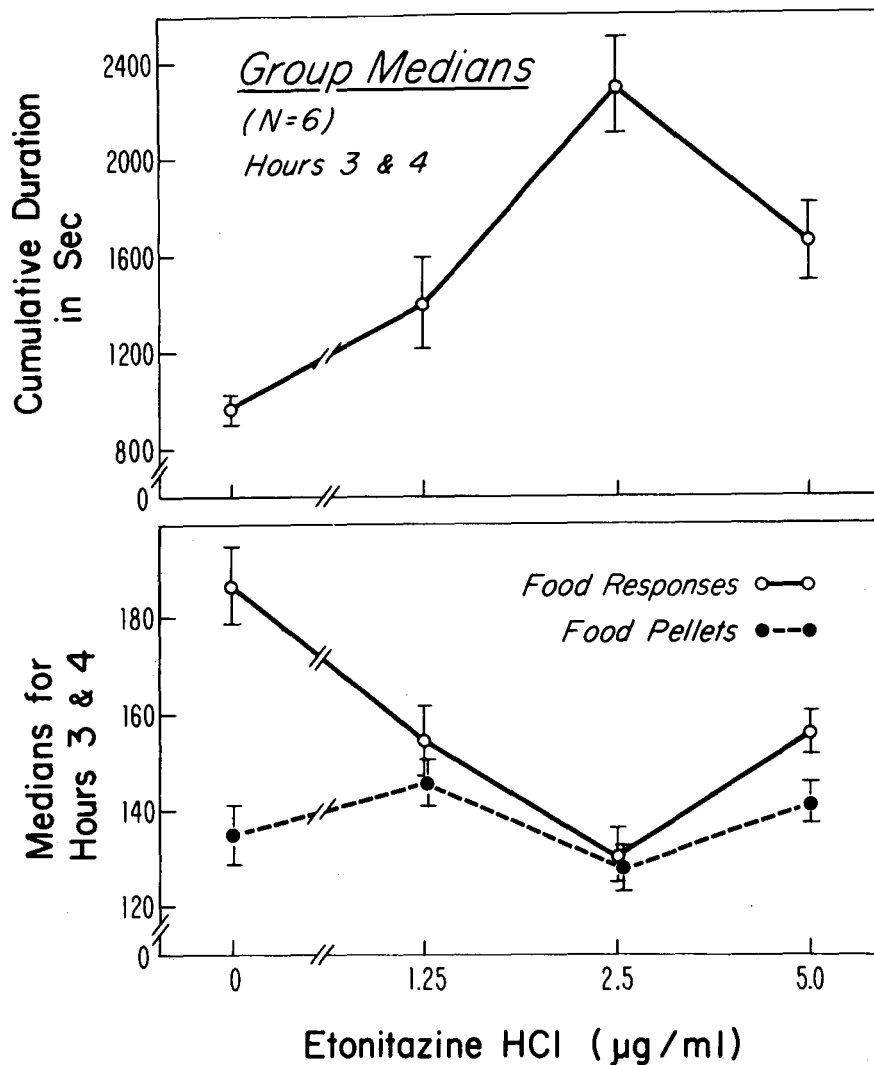 Group Medians
(N=6)
Hours 3 & 4
Cumulative Duration
in Sec
2400
2000
1600
1200
800
0
Food Responses
Food Pellets
Medians for
Hours 3 & 4
180
160
140
120
0
0 1.25 2.5 5.0
Etonitazine HCl (µg/ml)